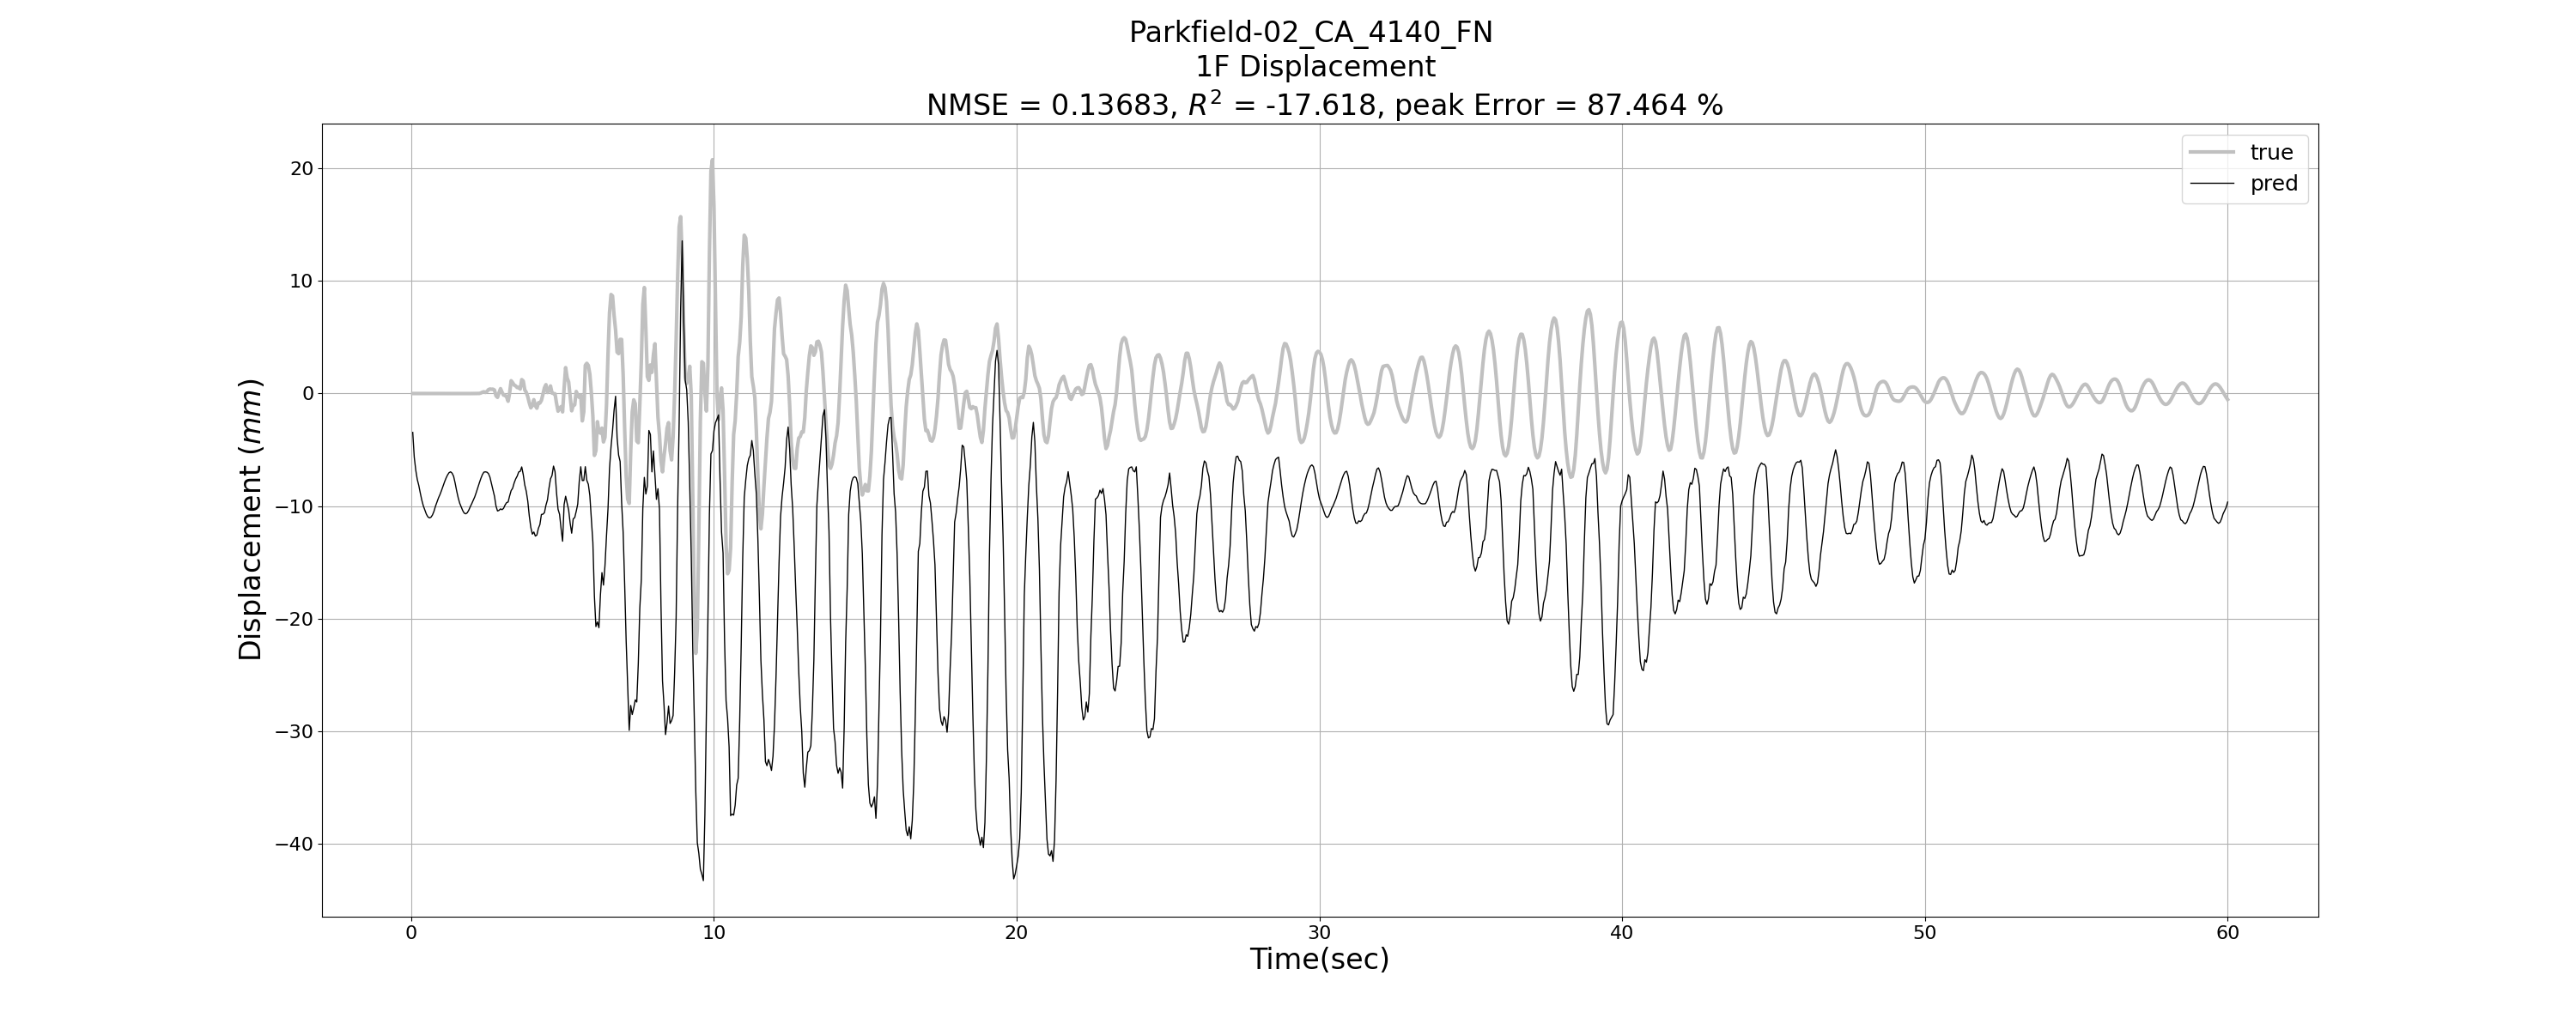 Parkfield-02_CA_4140_FN
1F Displacement
NMSE = 0.13683, R² = -17.618, peak Error = 87.464 %
true
pred
Displacement (mm)
20
10
0
−10
−20
−30
−40
0 10 20 30 40 50 60
Time(sec)